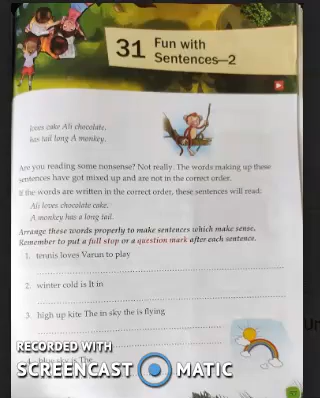 31 Fun with
Sentences—2
loves cake Ali chocolate.
has tail long A monkey.
Are you reading some nonsense? Not really. The words making up these
sentences have got mixed up and are not in the correct order.
If the words are written in the correct order, these sentences will read:
Ali loves chocolate cake.
A monkey has a long tail.
Arrange these words properly to make sentences which make sense.
Remember to put a full stop or a question mark after each sentence.
1. tennis loves Varun to play
2. winter cold is It in
3. high up kite The in sky the is flying
RECORDED WITH
SCREENCAST MATIC
blue sky is The